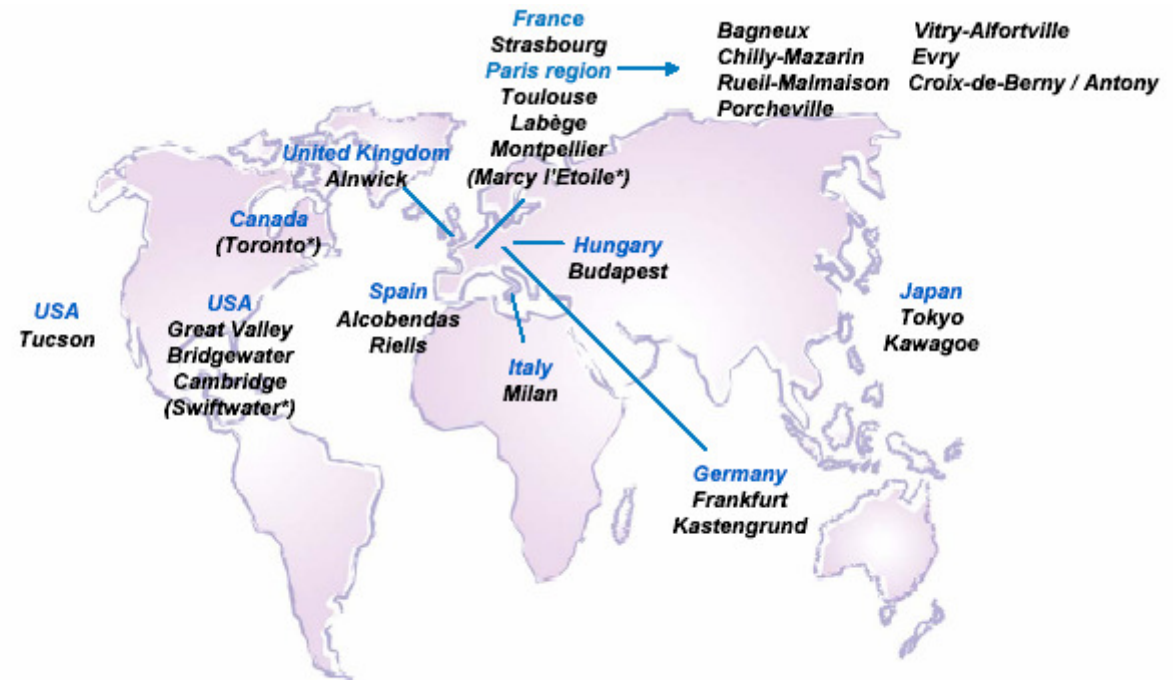 France
Strasbourg
Paris region
Toulouse
Labège
Montpellier
(Marcy l'Etoile*)
Bagneux
Chilly-Mazarin
Rueil-Malmaison
Porcheville
Vitry-Alfortville
Evry
Croix-de-Berny / Antony
United Kingdom
Alnwick
Canada
(Toronto*)
Hungary
Budapest
USA
Tucson
USA
Great Valley
Bridgewater
Cambridge
(Swiftwater*)
Spain
Alcobendas
Riells
Italy
Milan
Japan
Tokyo
Kawagoe
Germany
Frankfurt
Kastengrund